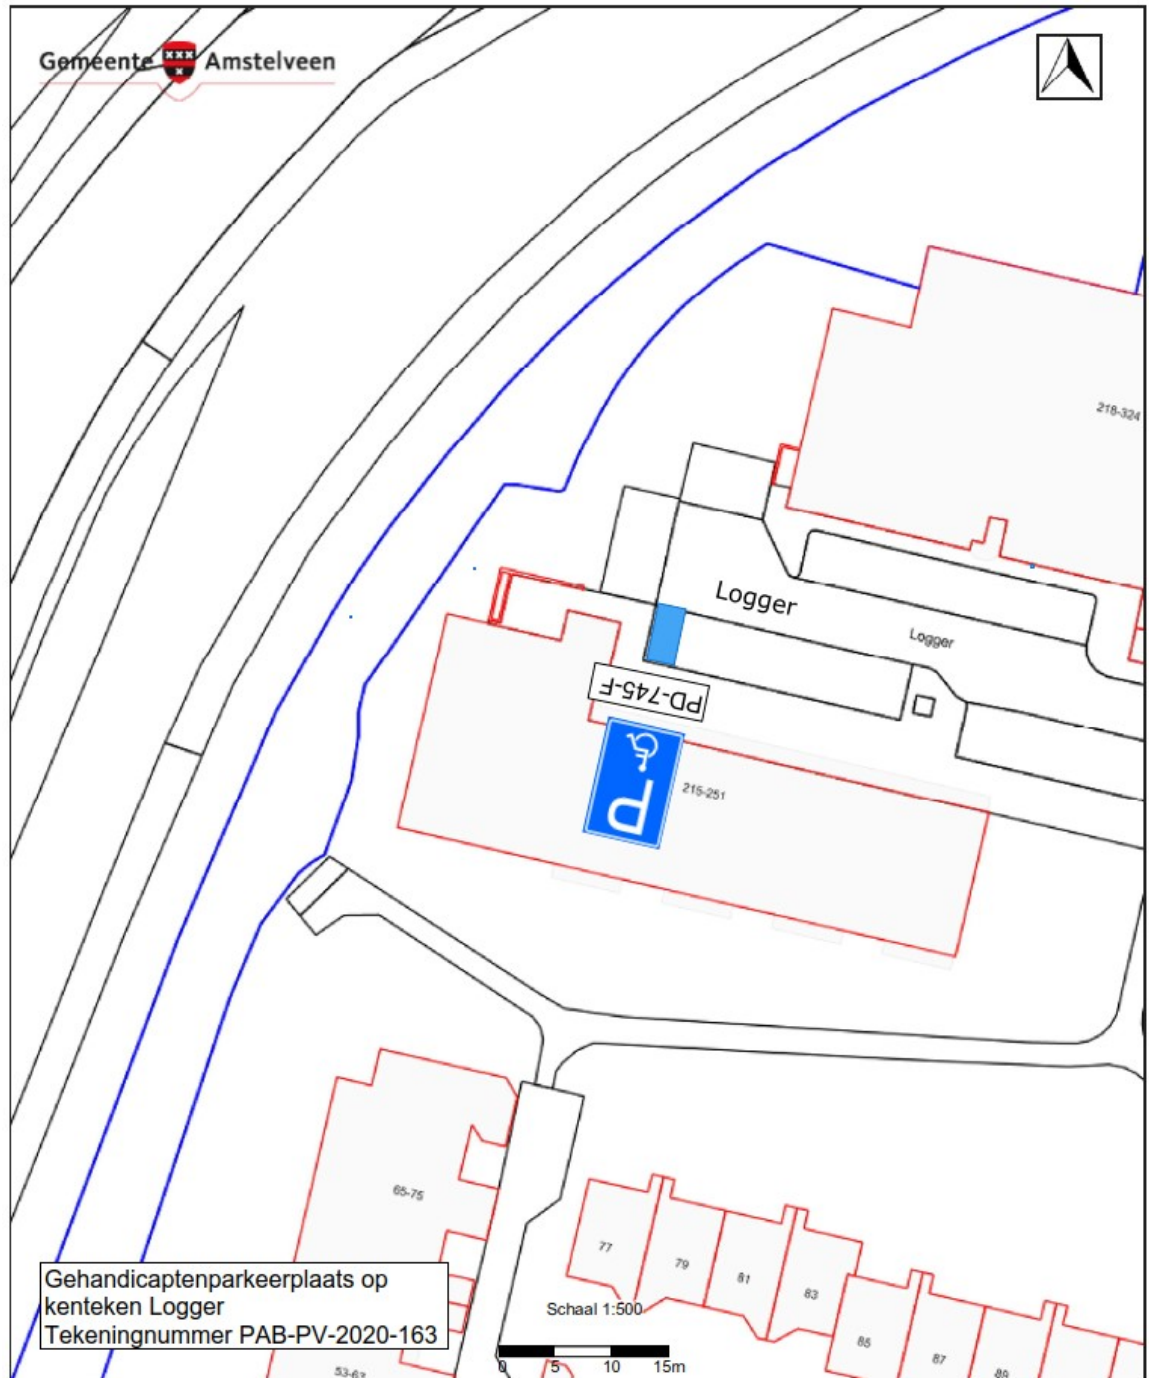 Gemeente Amstelveen
218-324
Logger
Logger
PD-745-F
P
215-251
65-75
77
79
81
83
85
87
89
53-63
Gehandicaptenparkeerplaats op
kenteken Logger
Tekeningnummer PAB-PV-2020-163
Schaal 1:500
0 5 10 15m